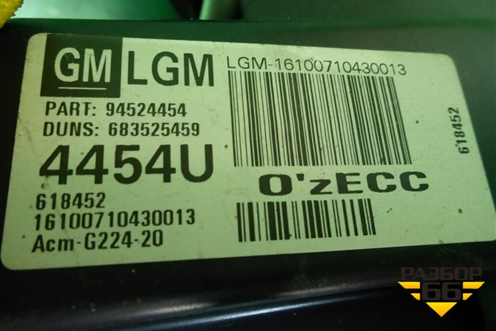 GM LGM
LGM-16100710430013
PART: 94524454
DUNS: 683525459
4454U
O'zECC
618452
16100710430013
Acm-G224-20
618452
РАЗБОР
66